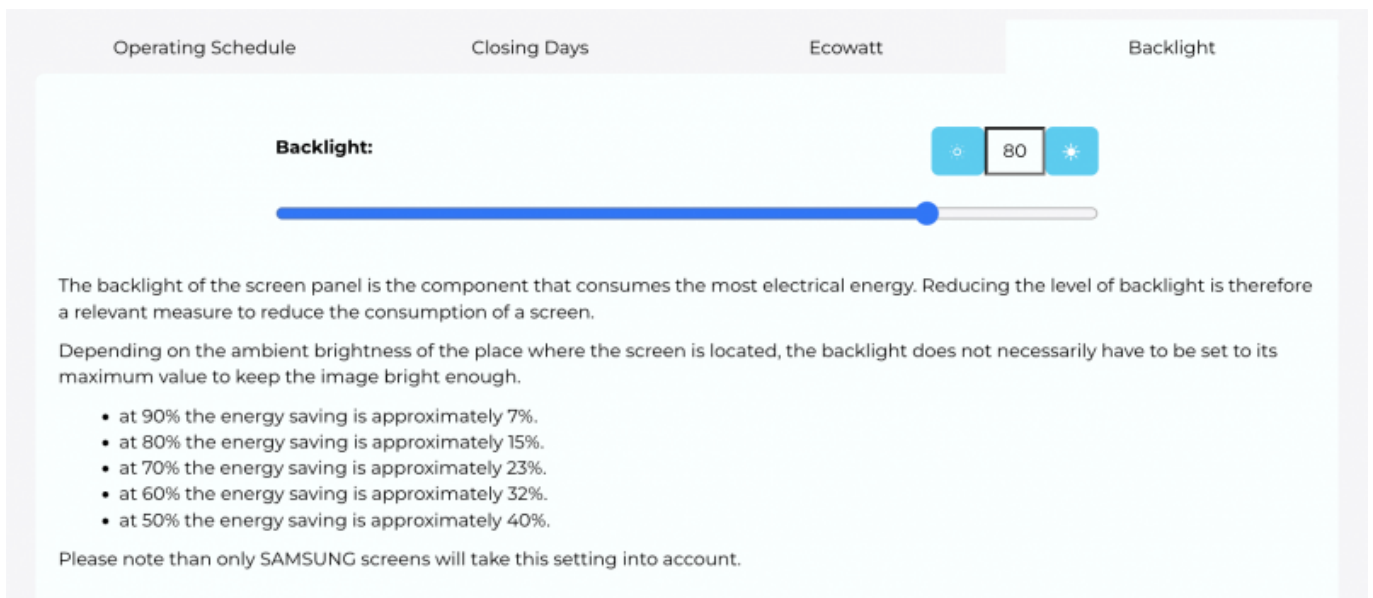 Operating Schedule
Closing Days
Ecowatt
Backlight
Backlight:
80
The backlight of the screen panel is the component that consumes the most electrical energy. Reducing the level of backlight is therefore
a relevant measure to reduce the consumption of a screen.
Depending on the ambient brightness of the place where the screen is located, the backlight does not necessarily have to be set to its
maximum value to keep the image bright enough.
• at 90% the energy saving is approximately 7%.
• at 80% the energy saving is approximately 15%.
• at 70% the energy saving is approximately 23%.
• at 60% the energy saving is approximately 32%.
• at 50% the energy saving is approximately 40%.
Please note than only SAMSUNG screens will take this setting into account.